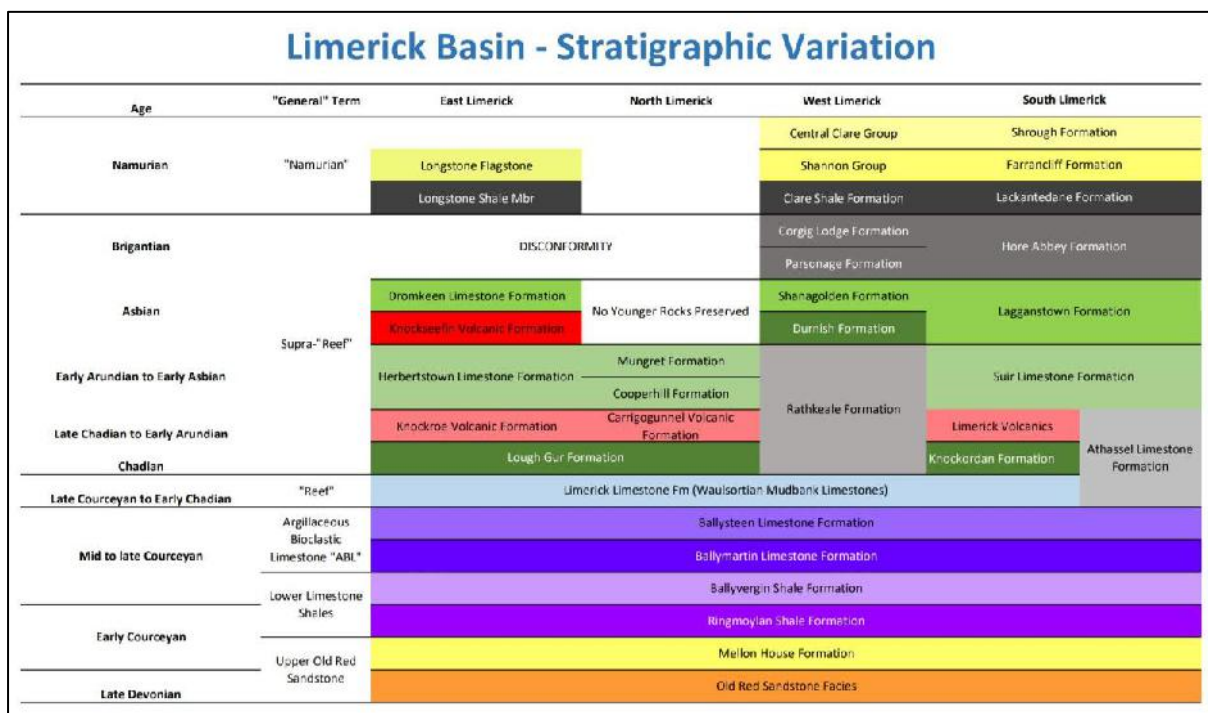 Limerick Basin - Stratigraphic Variation
Age
"General" Term
East Limerick
North Limerick
West Limerick
South Limerick
Namurian
"Namurian"
Longstone Flagstone
Longstone Shale Mbr
Central Clare Group
Shannon Group
Clare Shale Formation
Shrough Formation
Farrancliff Formation
Lackantedane Formation
Brigantian
DISCONFORMITY
Corgig Lodge Formation
Parsonage Formation
Hore Abbey Formation
Asbian
Supra-"Reef"
Dromkeen Limestone Formation
Knockseefin Volcanic Formation
No Younger Rocks Preserved
Shanagolden Formation
Durnish Formation
Lagganstown Formation
Early Arundian to Early Asbian
Herbertstown Limestone Formation
Mungret Formation
Cooperhill Formation
Rathkeale Formation
Suir Limestone Formation
Late Chadian to Early Arundian
Knockroe Volcanic Formation
Carrigogunnel Volcanic
Formation
Limerick Volcanics
Athassel Limestone
Formation
Chadian
Lough Gur Formation
Knockordan Formation
Late Courceyan to Early Chadian
"Reef"
Limerick Limestone Fm (Waulsortian Mudbank Limestones)
Mid to late Courceyan
Argillaceous
Bioclastic
Limestone "ABL"
Ballysteen Limestone Formation
Ballymartin Limestone Formation
Lower Limestone
Shales
Ballyvergin Shale Formation
Early Courceyan
Ringmoylan Shale Formation
Upper Old Red
Sandstone
Mellon House Formation
Late Devonian
Old Red Sandstone Facies